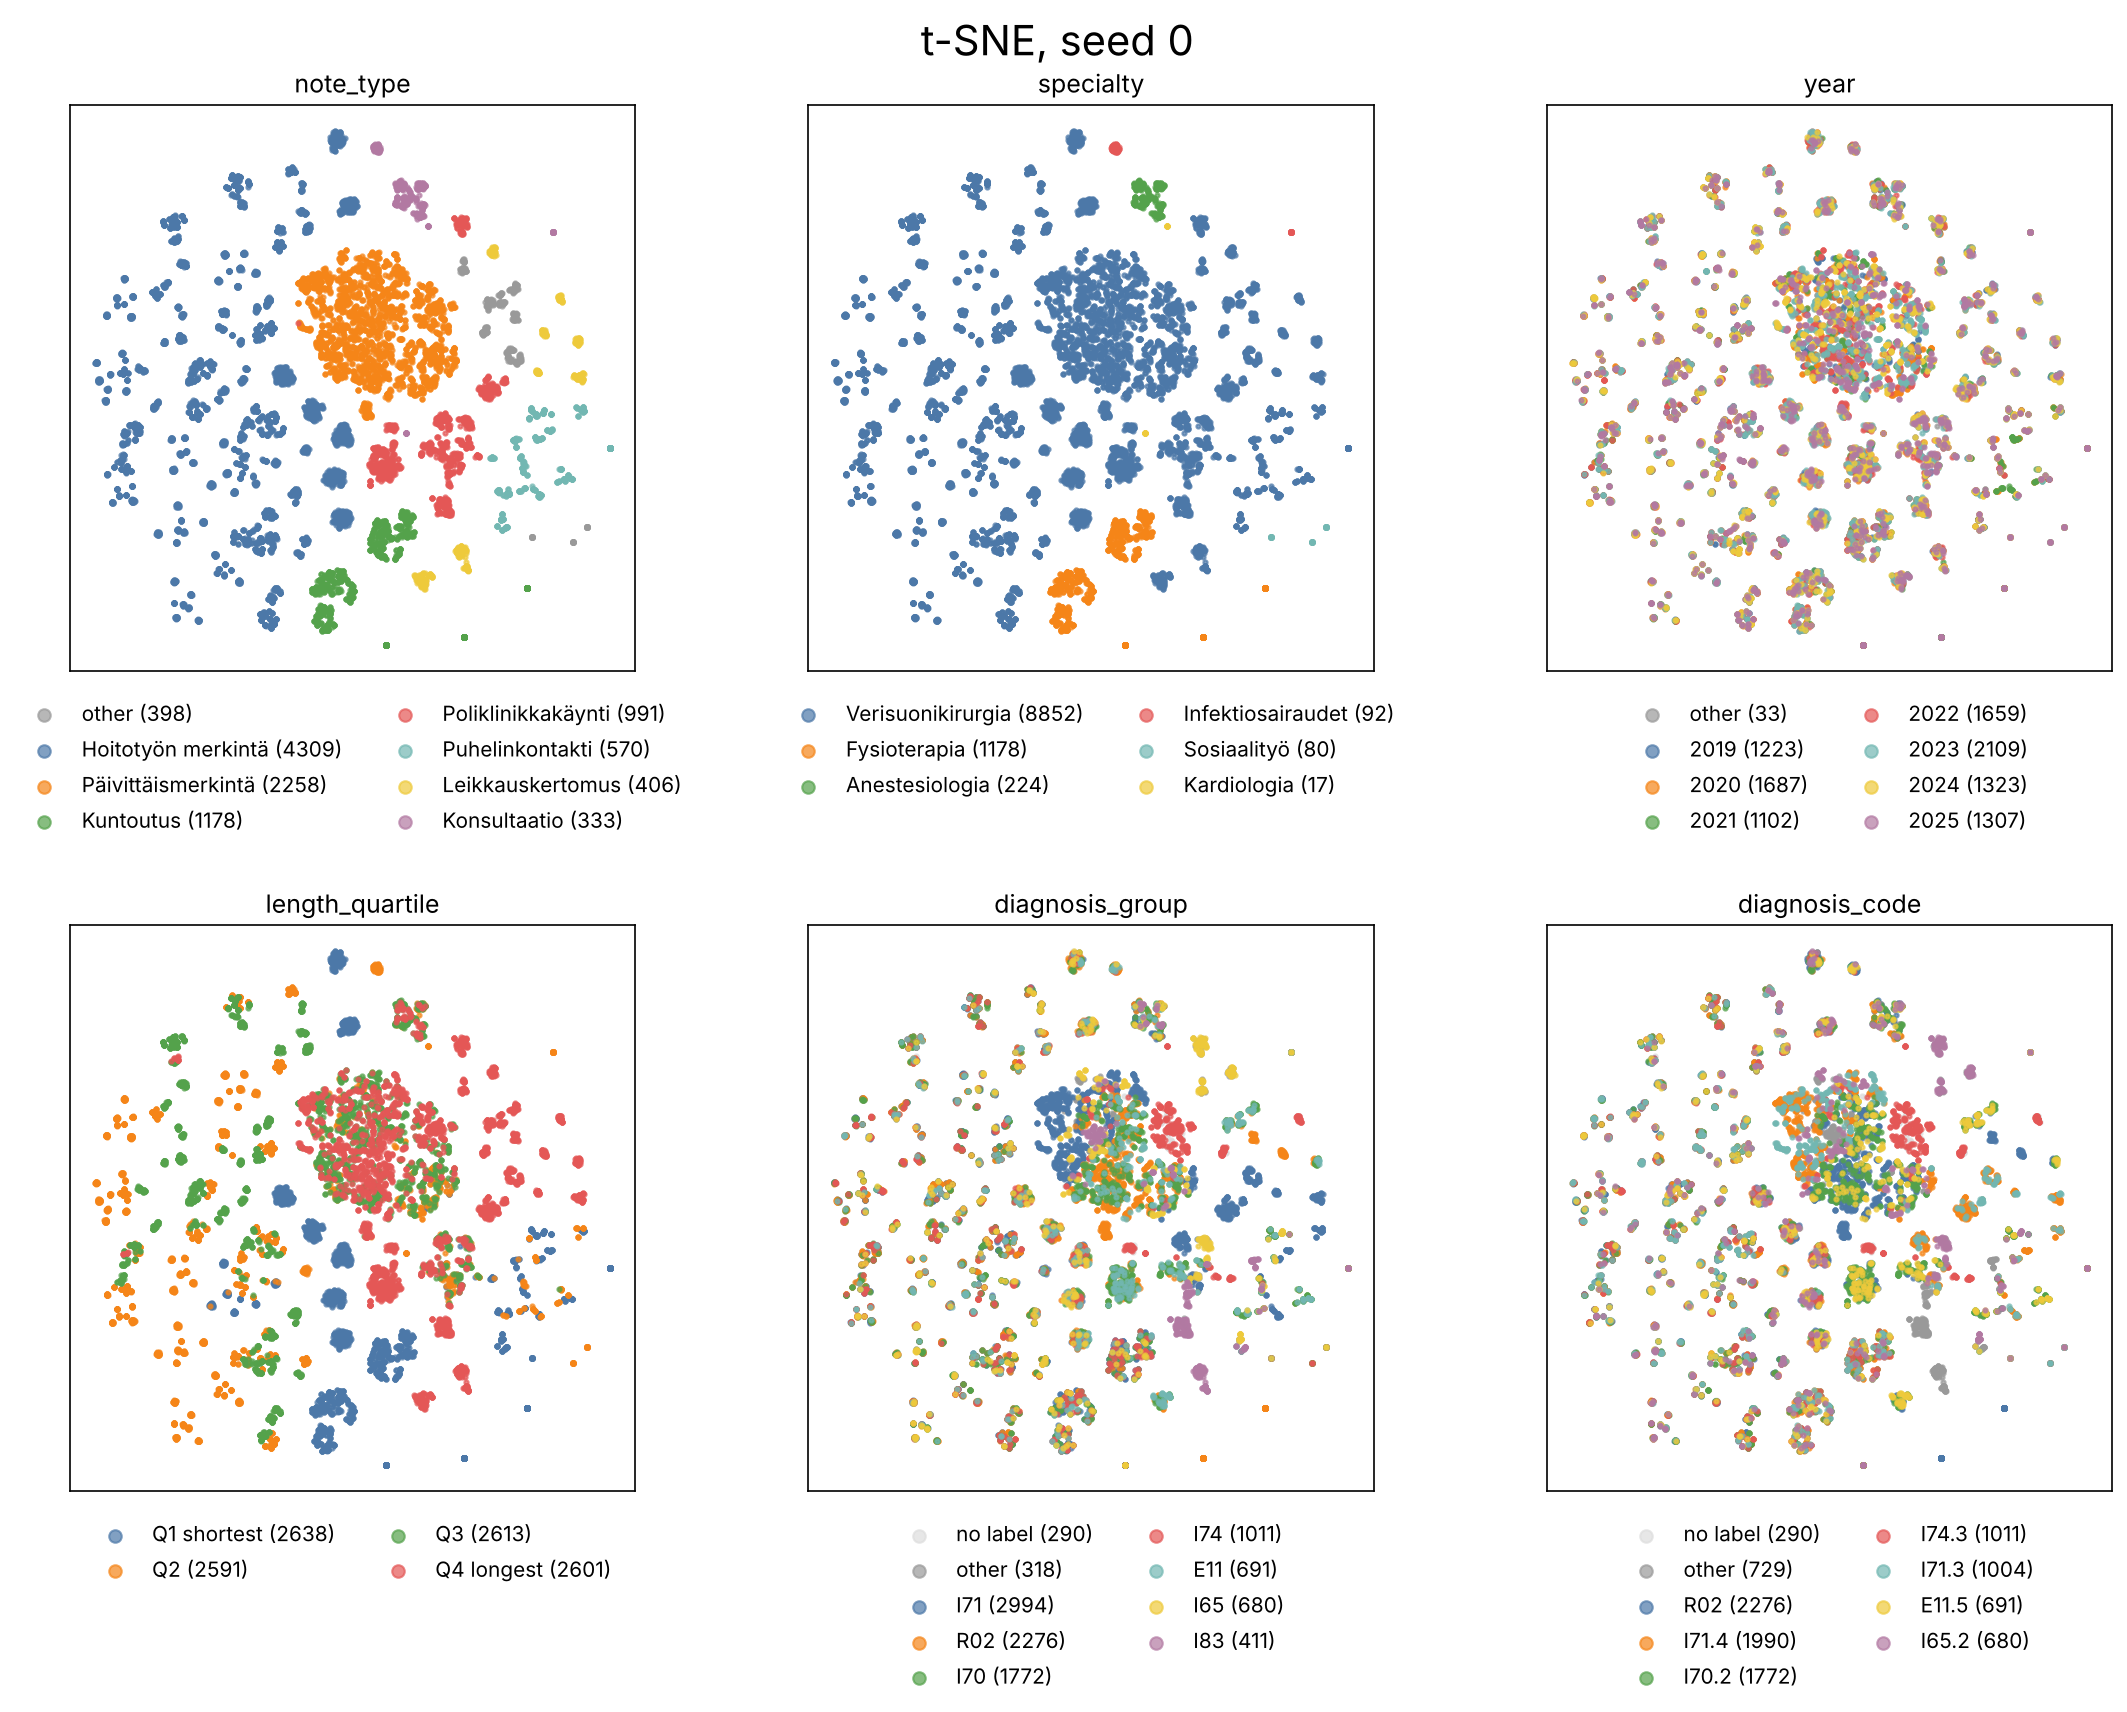 t-SNE, seed 0
note_type
specialty
year
other (398)
Hoitotyön merkintä (4309)
Päivittäismerkintä (2258)
Kuntoutus (1178)
Poliklinikkakäynti (991)
Puhelinkontakti (570)
Leikkauskertomus (406)
Konsultaatio (333)
Verisuonikirurgia (8852)
Fysioterapia (1178)
Anestesiologia (224)
Infektiosairaudet (92)
Sosiaalityö (80)
Kardiologia (17)
other (33)
2019 (1223)
2020 (1687)
2021 (1102)
2022 (1659)
2023 (2109)
2024 (1323)
2025 (1307)
length_quartile
diagnosis_group
diagnosis_code
Q1 shortest (2638)
Q2 (2591)
Q3 (2613)
Q4 longest (2601)
no label (290)
other (318)
I71 (2994)
R02 (2276)
I70 (1772)
I74 (1011)
E11 (691)
I65 (680)
I83 (411)
no label (290)
other (729)
R02 (2276)
I71.4 (1990)
I70.2 (1772)
I74.3 (1011)
I71.3 (1004)
E11.5 (691)
I65.2 (680)